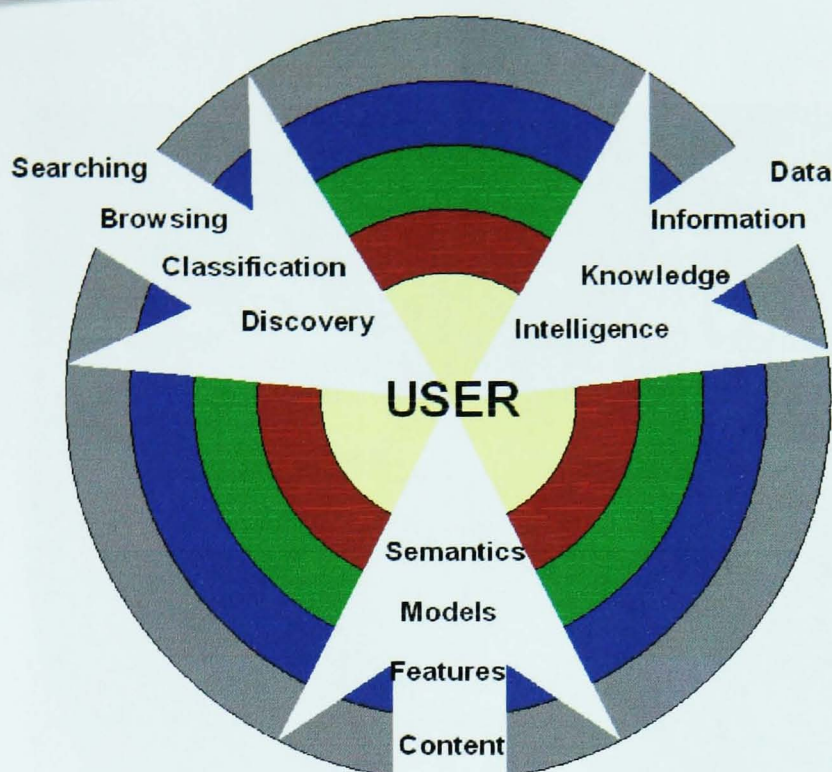 Searching
Browsing
Classification
Discovery
Data
Information
Knowledge
Intelligence
USER
Semantics
Models
Features
Content